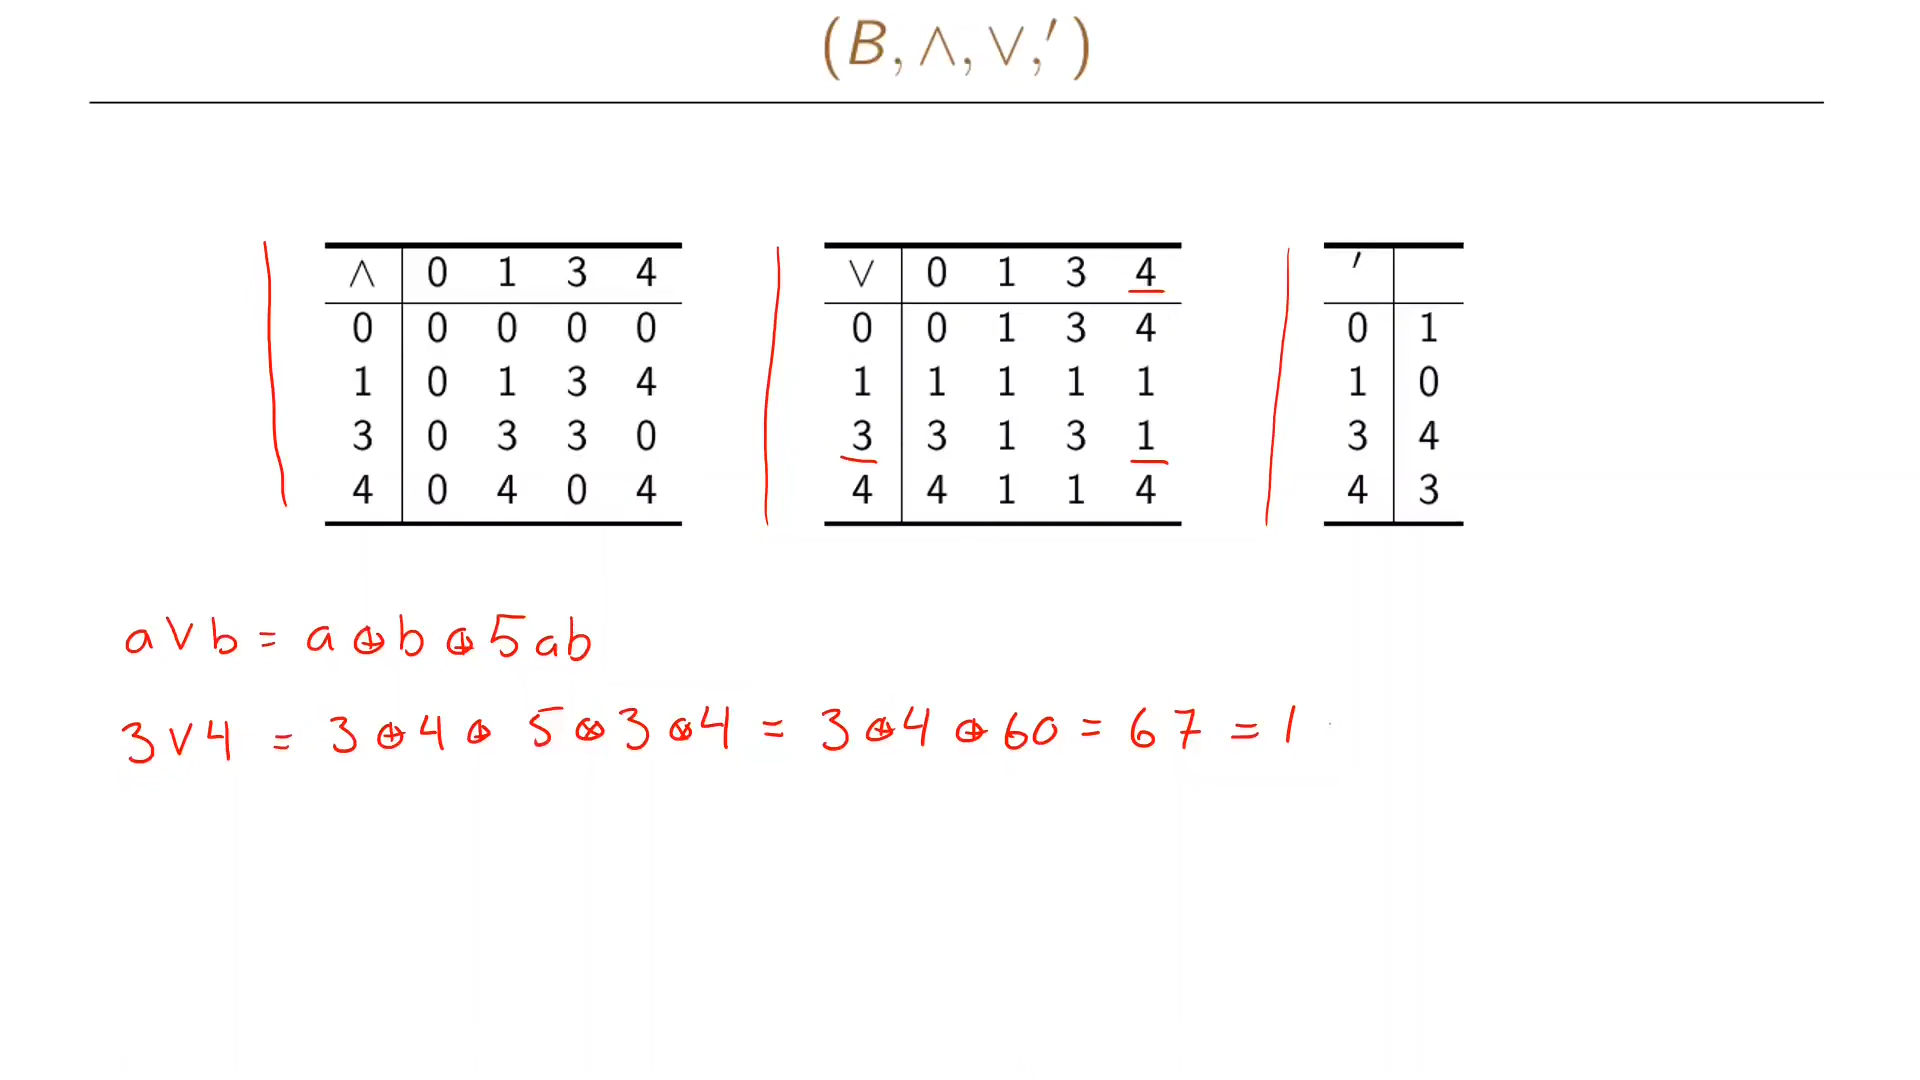 (B, ∧, ∨, ′)
∧ 0 1 3 4
0 0 0 0 0
1 0 1 3 4
3 0 3 3 0
4 0 4 0 4
∨ 0 1 3 4
0 0 1 3 4
1 1 1 1 1
3 3 1 3 1
4 4 1 1 4
′
0 1
1 0
3 4
4 3
a ∨ b = a ⊕ b ⊕ 5ab
3 ∨ 4 = 3 ⊕ 4 ⊕ 5 ⊗ 3 ⊗ 4 = 3 ⊕ 4 ⊕ 60 = 67 = 1